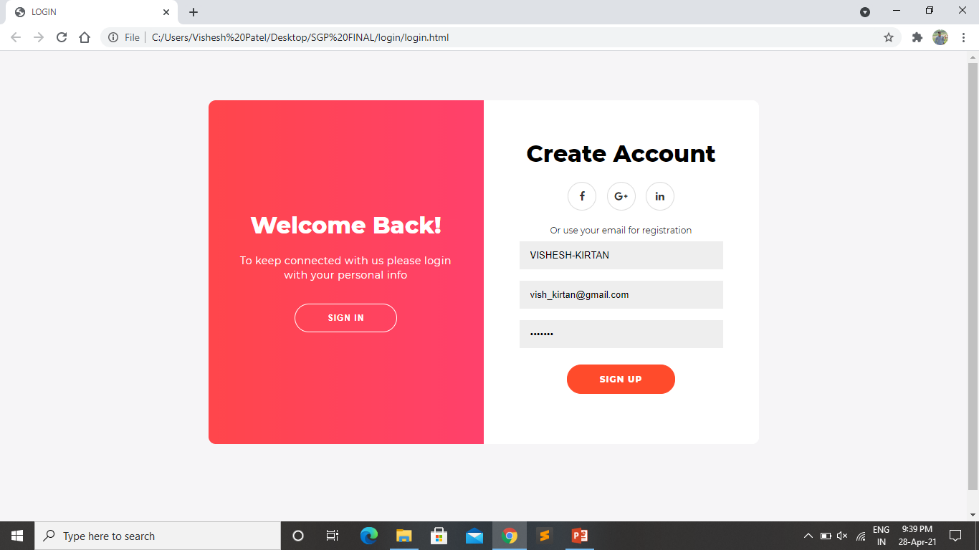 LOGIN
File
C:/Users/Vishesh%20Patel/Desktop/SGP%20FINAL/login/login.html
Welcome Back!
To keep connected with us please login
with your personal info
SIGN IN
Create Account
f
G+
in
Or use your email for registration
VISHESH-KIRTAN
vish_kirtan@gmail.com
•••••••
SIGN UP
Type here to search
ENG
IN
9:39 PM
28-Apr-21